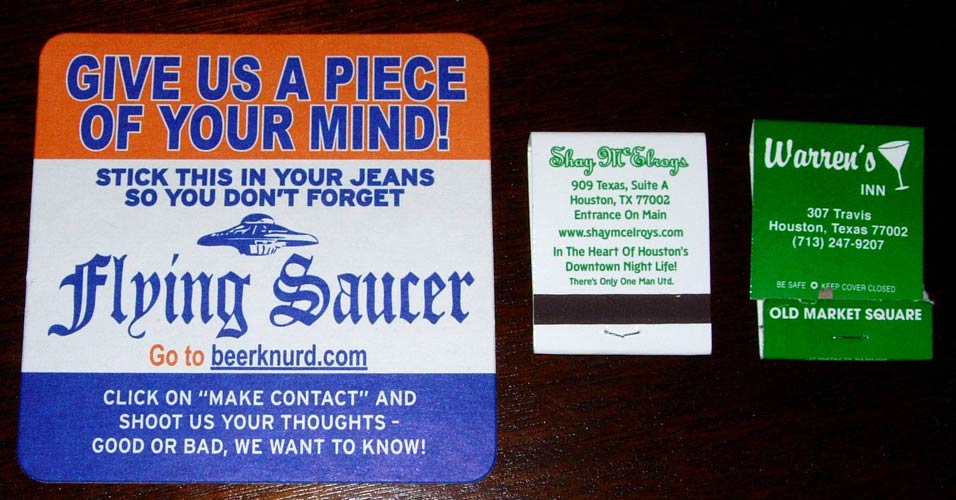 GIVE US A PIECE
OF YOUR MIND!
STICK THIS IN YOUR JEANS
SO YOU DON'T FORGET
Flying Saucer
Go to beerknurd.com
CLICK ON "MAKE CONTACT" AND
SHOOT US YOUR THOUGHTS -
GOOD OR BAD, WE WANT TO KNOW!
Shay McElroys
909 Texas, Suite A
Houston, TX 77002
Entrance On Main
www.shaymcelroys.com
In The Heart Of Houston's
Downtown Night Life!
There's Only One Man Utd.
Warren's
INN
307 Travis
Houston, Texas 77002
(713) 247-9207
BE SAFE KEEP COVER CLOSED
OLD MARKET SQUARE